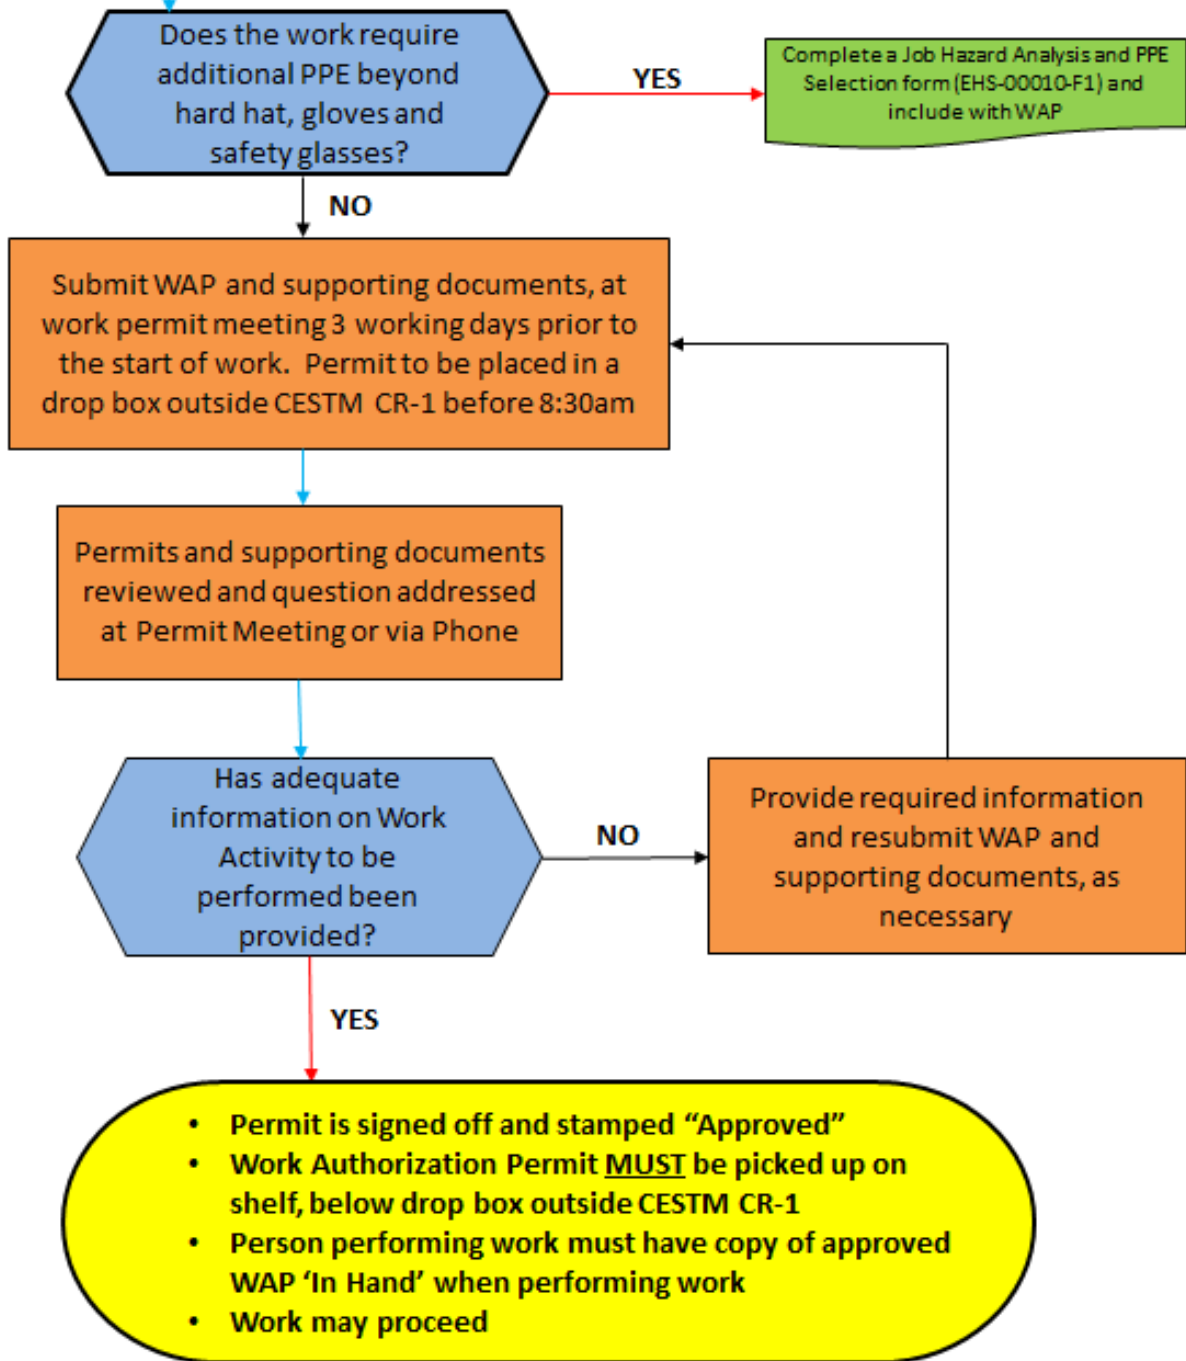 Does the work require
additional PPE beyond
hard hat, gloves and
safety glasses?
YES
Complete a Job Hazard Analysis and PPE
Selection form (EHS-00010-F1) and
include with WAP
NO
Submit WAP and supporting documents, at
work permit meeting 3 working days prior to
the start of work.  Permit to be placed in a
drop box outside CESTM CR-1 before 8:30am
Permits and supporting documents
reviewed and question addressed
at Permit Meeting or via Phone
Has adequate
information on Work
Activity to be
performed been
provided?
NO
Provide required information
and resubmit WAP and
supporting documents, as
necessary
YES
• Permit is signed off and stamped “Approved”
• Work Authorization Permit MUST be picked up on
shelf, below drop box outside CESTM CR-1
• Person performing work must have copy of approved
WAP ‘In Hand’ when performing work
• Work may proceed